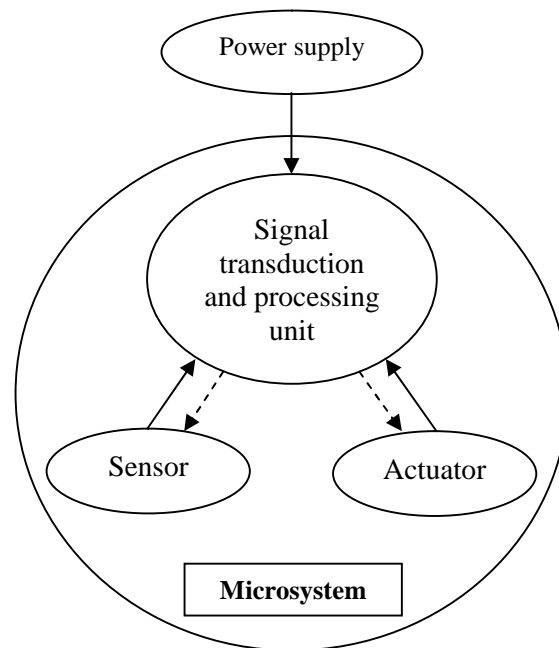 Power supply
Signal
transduction
and processing
unit
Sensor
Actuator
Microsystem